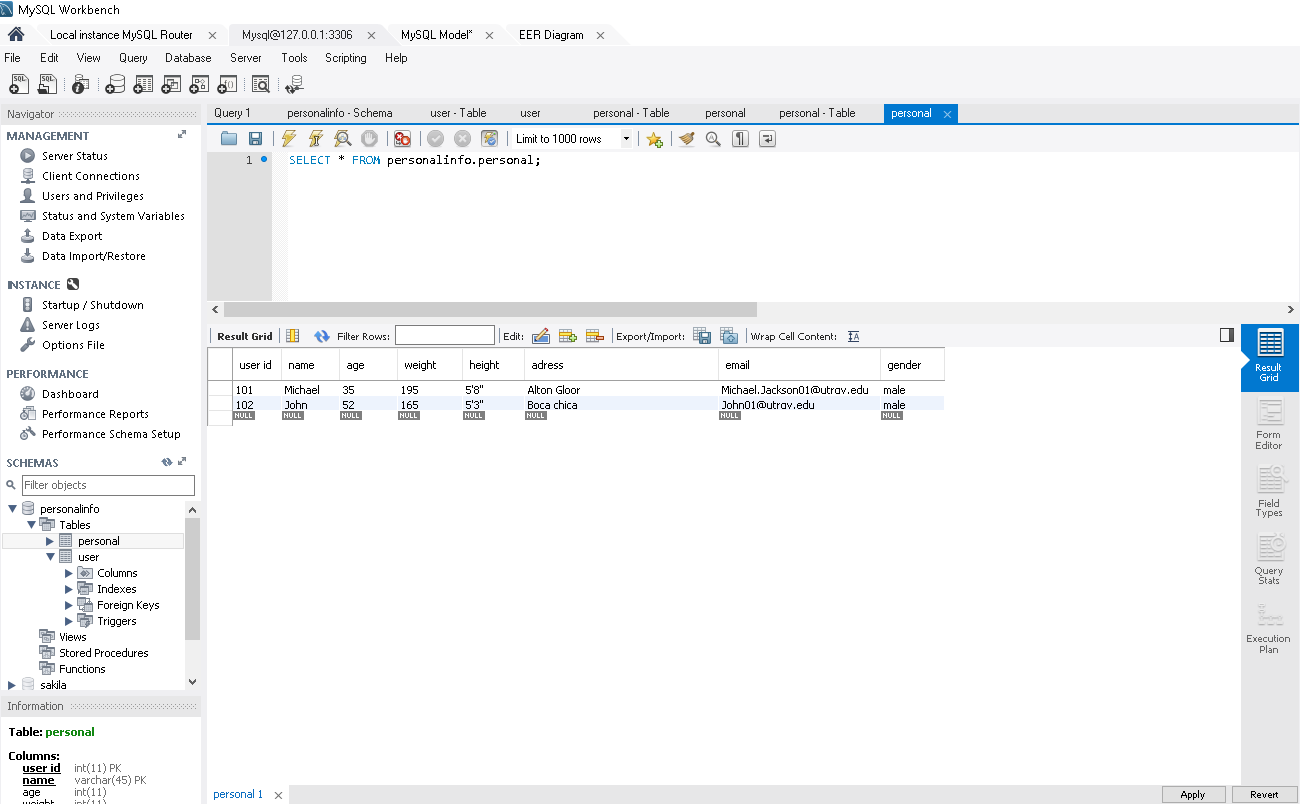 MySQL Workbench
Local instance MySQL Router
Mysql@127.0.0.1:3306
MySQL Model*
EER Diagram
File Edit View Query Database Server Tools Scripting Help
Navigator
MANAGEMENT
Server Status
Client Connections
Users and Privileges
Status and System Variables
Data Export
Data Import/Restore
INSTANCE
Startup / Shutdown
Server Logs
Options File
PERFORMANCE
Dashboard
Performance Reports
Performance Schema Setup
SCHEMAS
Filter objects
personalinfo
Tables
personal
user
Columns
Indexes
Foreign Keys
Triggers
Views
Stored Procedures
Functions
sakila
Information
Table: personal
Columns:
user id int(11) PK
name varchar(45) PK
age int(11)
weight int(11)
Query 1 personalinfo - Schema user - Table user personal - Table personal personal - Table personal
Limit to 1000 rows
1 SELECT * FROM personalinfo.personal;
Result Grid Filter Rows: Edit: Export/Import: Wrap Cell Content:
user id name age weight height adress email gender
101 Michael 35 195 5'8" Alton Gloor Michael.Jackson01@utrgv.edu male
102 John 52 165 5'3" Boca chica John01@utrgv.edu male
NULL NULL NULL NULL NULL NULL NULL NULL
Result
Grid
Form
Editor
Field
Types
Query
Stats
Execution
Plan
personal 1
Apply Revert